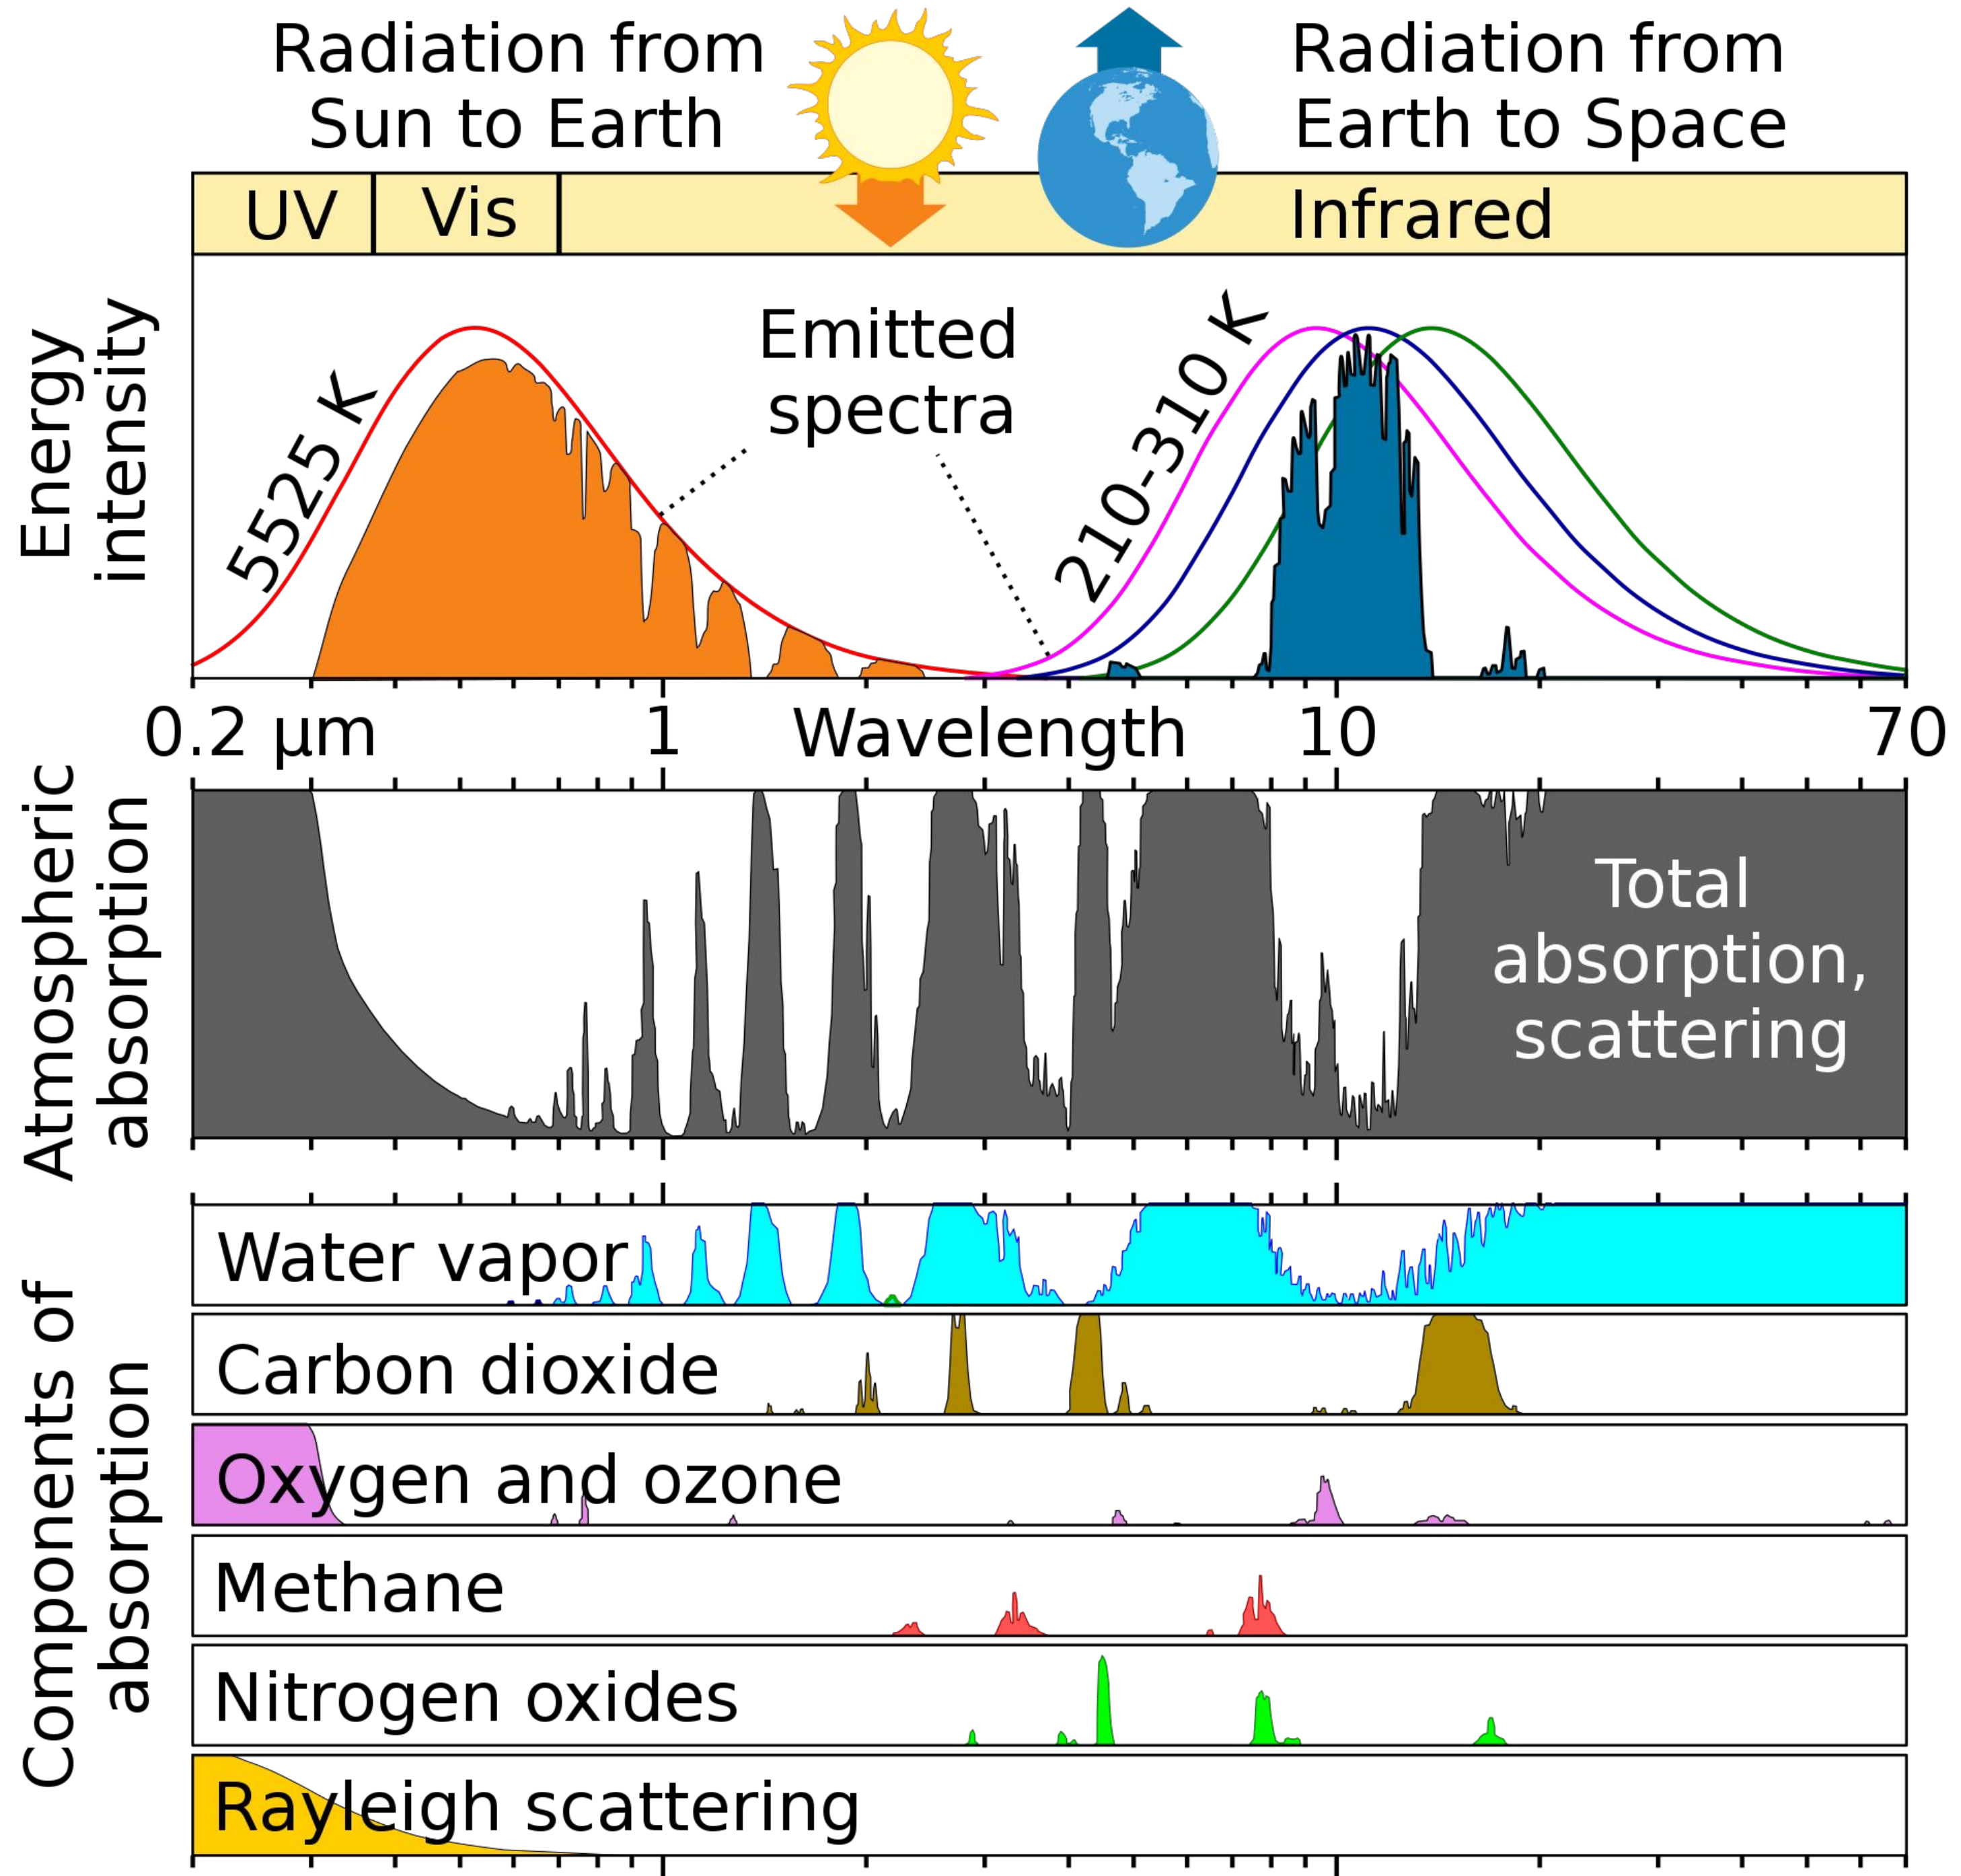 Radiation from
Sun to Earth
Radiation from
Earth to Space
UV
Vis
Infrared
Energy
intensity
5525 K
Emitted
spectra
210-310 K
0.2 µm
1
Wavelength
10
70
Atmospheric
absorption
Total
absorption,
scattering
Components of
absorption
Water vapor
Carbon dioxide
Oxygen and ozone
Methane
Nitrogen oxides
Rayleigh scattering